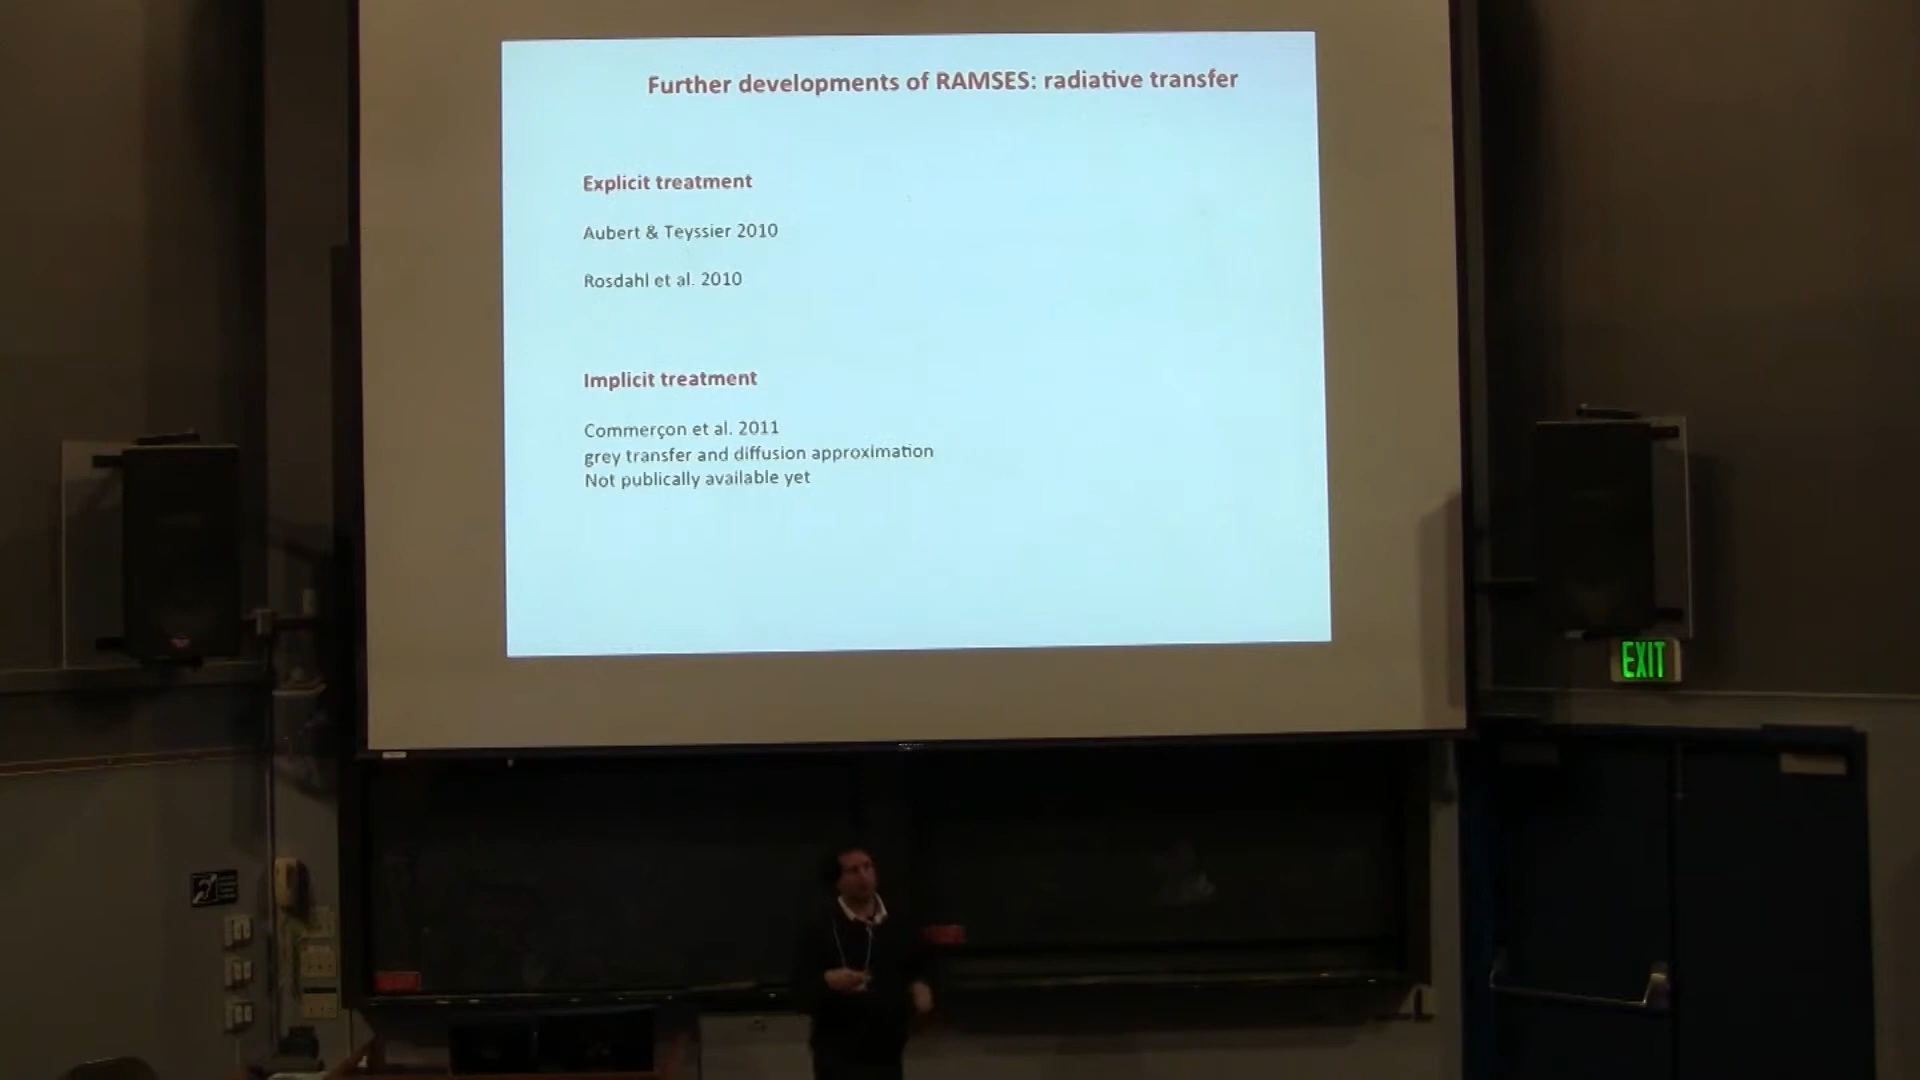 Further developments of RAMSES: radiative transfer
Explicit treatment
Aubert & Teyssier 2010
Rosdahl et al. 2010
Implicit treatment
Commerçon et al. 2011
grey transfer and diffusion approximation
Not publically available yet
EXIT